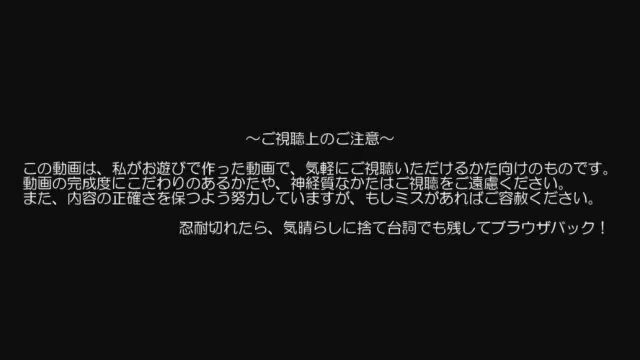 ～ご視聴上のご注意～
この動画は、私がお遊びで作った動画で、気軽にご視聴いただけるかた向けのものです。
動画の完成度にこだわりのあるかたや、神経質なかたはご視聴をご遠慮ください。
また、内容の正確さを保つよう努力していますが、もしミスがあればご容赦ください。
忍耐切れたら、気晴らしに捨て台詞でも残してブラウザバック！